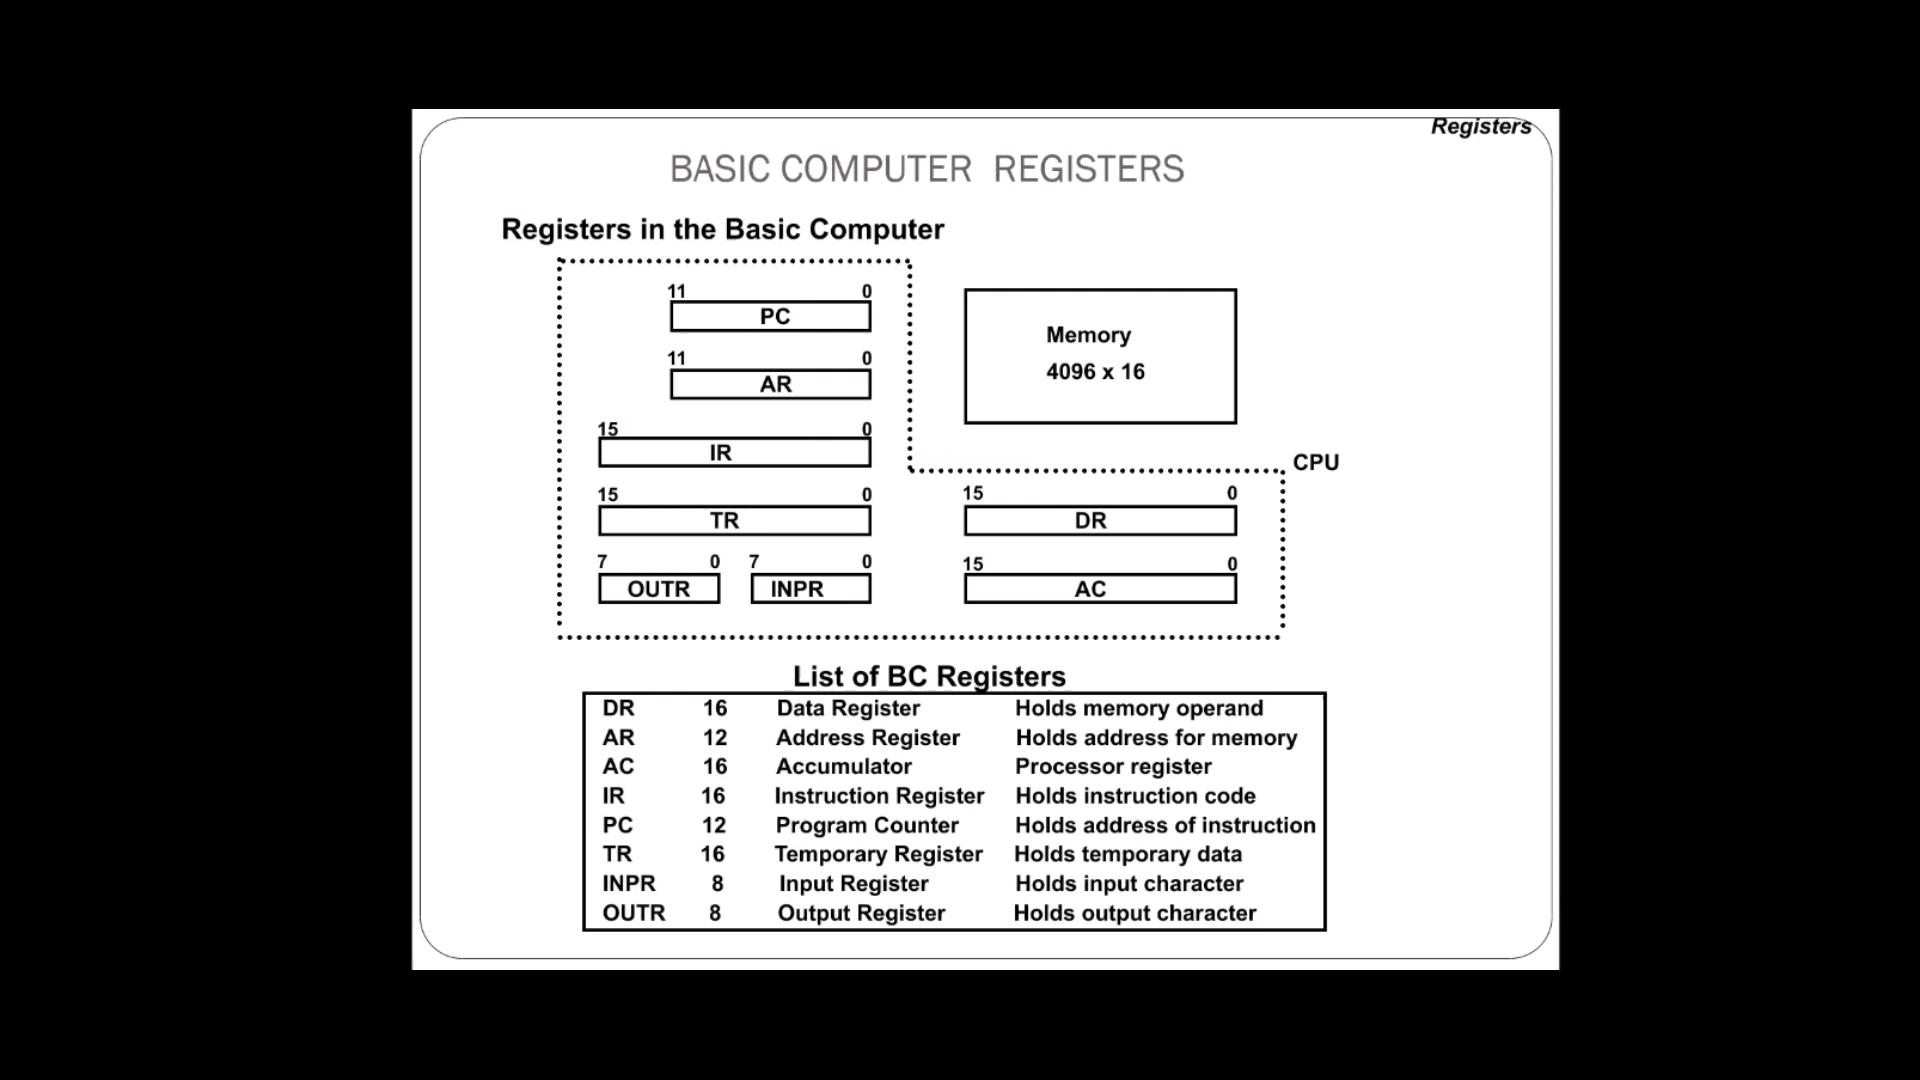 Registers
BASIC COMPUTER REGISTERS
Registers in the Basic Computer
11 0
PC
11 0
AR
15 0
IR
15 0
TR
7 0 7 0
OUTR INPR
Memory
4096 x 16
CPU
15 0
DR
15 0
AC
List of BC Registers
DR 16 Data Register Holds memory operand
AR 12 Address Register Holds address for memory
AC 16 Accumulator Processor register
IR 16 Instruction Register Holds instruction code
PC 12 Program Counter Holds address of instruction
TR 16 Temporary Register Holds temporary data
INPR 8 Input Register Holds input character
OUTR 8 Output Register Holds output character